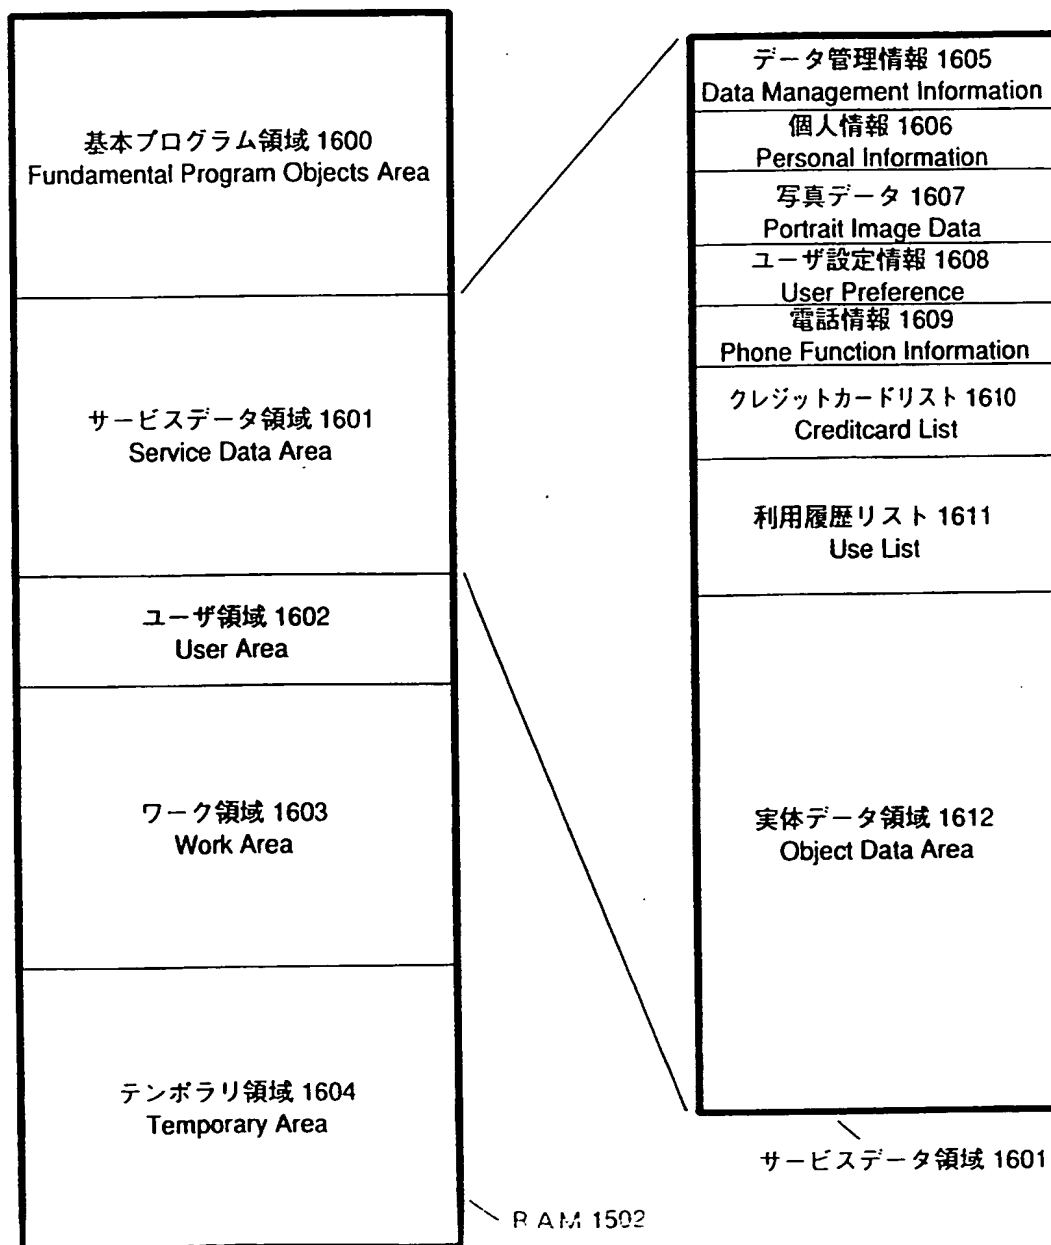 基本プログラム領域 1600
Fundamental Program Objects Area
サービスデータ領域 1601
Service Data Area
ユーザ領域 1602
User Area
ワーク領域 1603
Work Area
テンポラリ領域 1604
Temporary Area
RAM 1502
データ管理情報 1605
Data Management Information
個人情報 1606
Personal Information
写真データ 1607
Portrait Image Data
ユーザ設定情報 1608
User Preference
電話情報 1609
Phone Function Information
クレジットカードリスト 1610
Creditcard List
利用履歴リスト 1611
Use List
実体データ領域 1612
Object Data Area
サービスデータ領域 1601